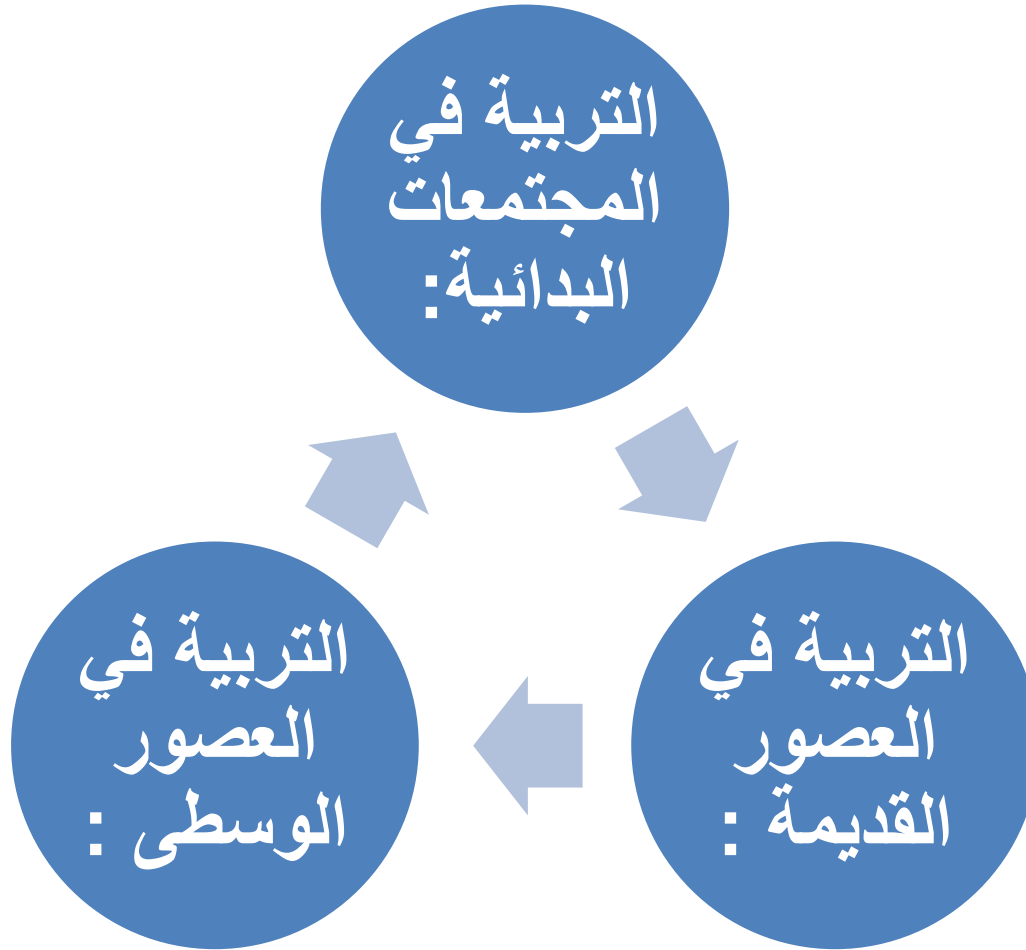 التربية في
المجتمعات
البدائية:
التربية في
العصور
القديمة :
التربية في
العصور
الوسطى :